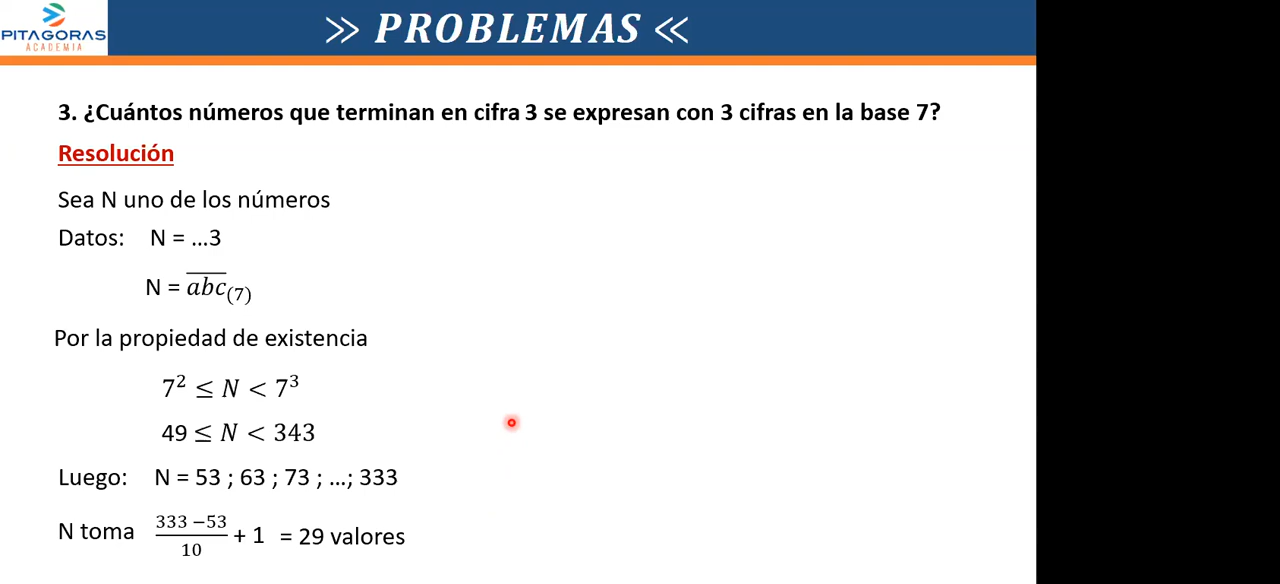 PITAGORAS
ACADEMIA
>> PROBLEMAS <<
3. ¿Cuántos números que terminan en cifra 3 se expresan con 3 cifras en la base 7?
Resolución
Sea N uno de los números
Datos: N = ...3
N = \overline{abc}_{(7)}
Por la propiedad de existencia
7² ≤ N < 7³
49 ≤ N < 343
Luego: N = 53 ; 63 ; 73 ; ...; 333
N toma \frac{333 −53}{10} + 1 = 29 valores